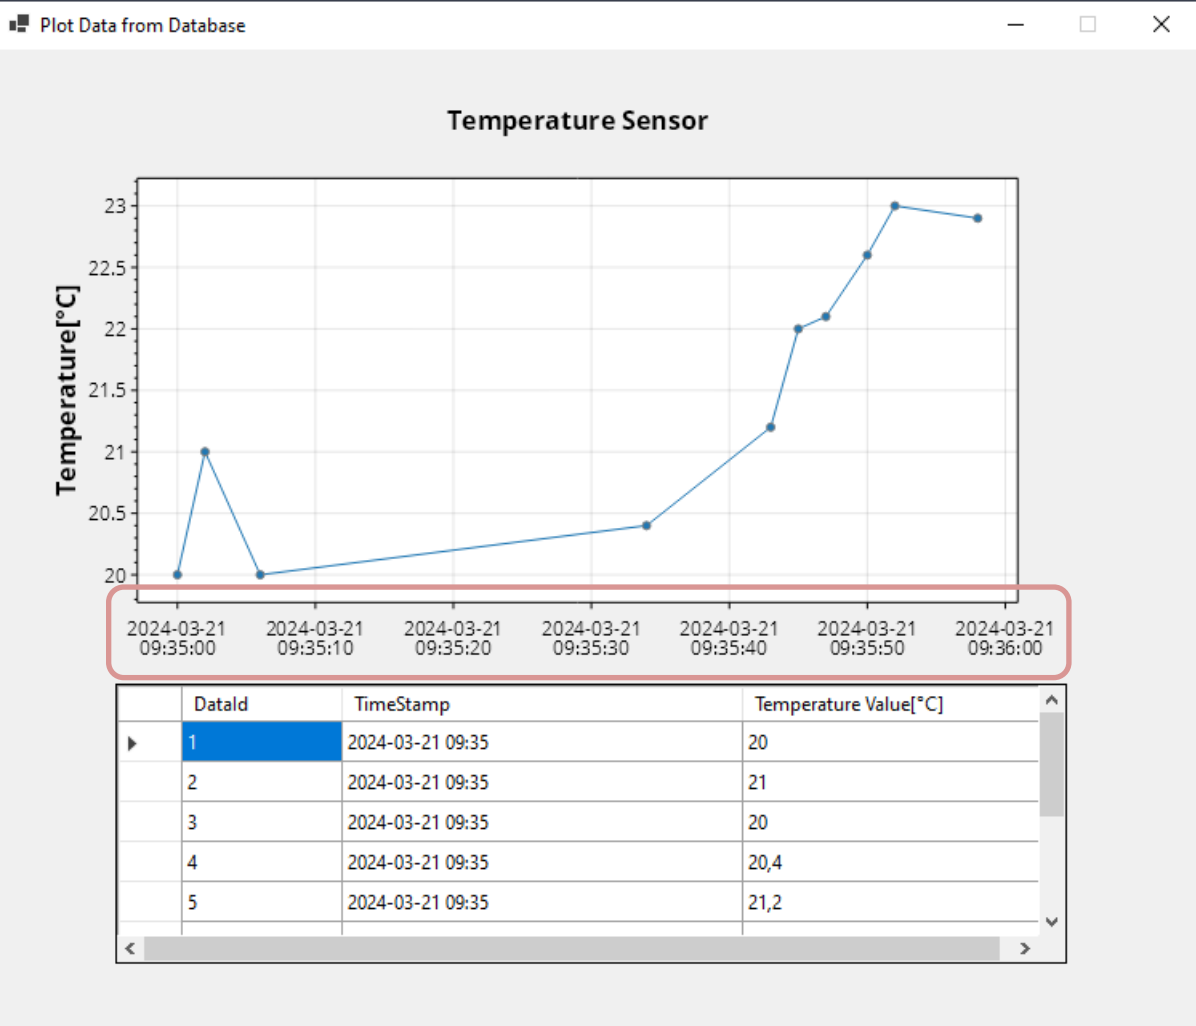 Plot Data from Database
Temperature Sensor
Temperature[°C]
23
22.5
22
21.5
21
20.5
20
2024-03-21 2024-03-21 2024-03-21 2024-03-21 2024-03-21 2024-03-21 2024-03-21
09:35:00 09:35:10 09:35:20 09:35:30 09:35:40 09:35:50 09:36:00
DataId TimeStamp Temperature Value[°C]
1 2024-03-21 09:35 20
2 2024-03-21 09:35 21
3 2024-03-21 09:35 20
4 2024-03-21 09:35 20,4
5 2024-03-21 09:35 21,2